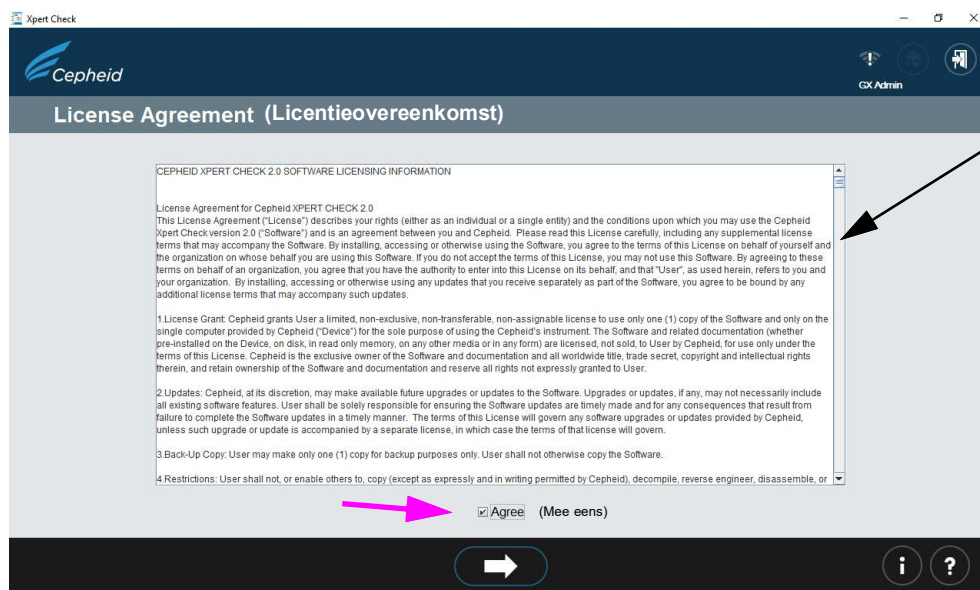 Xpert Check
Cepheid
GX Admin
License Agreement (Licentieovereenkomst)
CEPHEID XPERT CHECK 2.0 SOFTWARE LICENSING INFORMATION
License Agreement for Cepheid XPERT CHECK 2.0
This License Agreement ("License") describes your rights (either as an individual or a single entity) and the conditions upon which you may use the Cepheid
Xpert Check version 2.0 ("Software") and is an agreement between you and Cepheid. Please read this License carefully, including any supplemental license
terms that may accompany the Software. By installing, accessing or otherwise using the Software, you agree to the terms of this License on behalf of yourself and
the organization on whose behalf you are using this Software. If you do not accept the terms of this License, you may not use this Software. By agreeing to these
terms on behalf of an organization, you agree that you have the authority to enter into this License on its behalf, and that "User", as used herein, refers to you and
your organization. By installing, accessing or otherwise using any updates that you receive separately as part of the Software, you agree to be bound by any
additional license terms that may accompany such updates.
1.License Grant: Cepheid grants User a limited, non-exclusive, non-transferable, non-assignable license to use only one (1) copy of the Software and only on the
single computer provided by Cepheid ("Device") for the sole purpose of using the Cepheid's instrument. The Software and related documentation (whether
pre-installed on the Device, on disk, in read only memory, on any other media or in any form) are licensed, not sold, to User by Cepheid, for use only under the
terms of this License. Cepheid is the exclusive owner of the Software and documentation and all worldwide title, trade secret, copyright and intellectual rights
therein, and retain ownership of the Software and documentation and reserve all rights not expressly granted to User.
2.Updates: Cepheid, at its discretion, may make available future upgrades or updates to the Software. Upgrades or updates, if any, may not necessarily include
all existing software features. User shall be solely responsible for ensuring the Software updates are timely made and for any consequences that result from
failure to complete the Software updates in a timely manner. The terms of this License will govern any software upgrades or updates provided by Cepheid,
unless such upgrade or update is accompanied by a separate license, in which case the terms of that license will govern.
3.Back-Up Copy: User may make only one (1) copy for backup purposes only. User shall not otherwise copy the Software.
4.Restrictions: User shall not, or enable others to, copy (except as expressly and in writing permitted by Cepheid), decompile, reverse engineer, disassemble, or
Agree (Mee eens)
i ?